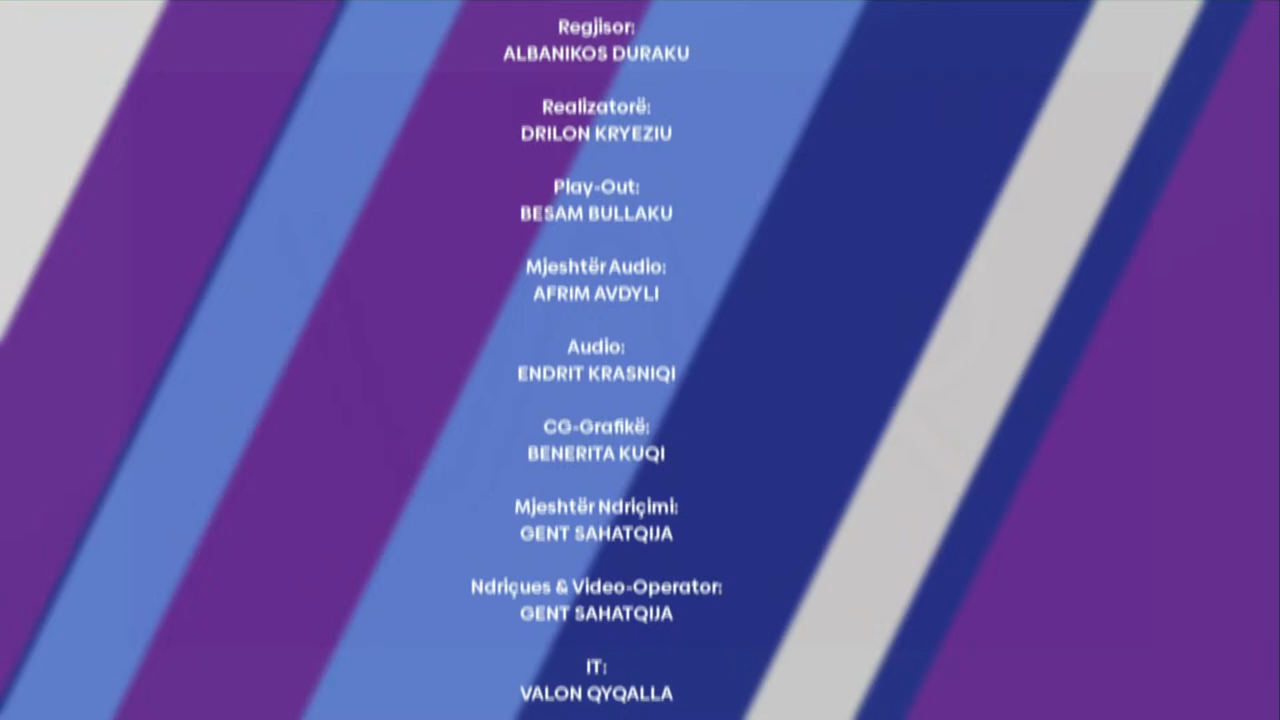 Regjisor:
ALBANIKOS DURAKU
Realizatorë:
DRILON KRYEZIU
Play-Out:
BESAM BULLAKU
Mjeshtër Audio:
AFRIM AVDYLI
Audio:
ENDRIT KRASNIQI
CG-Grafikë:
BENERITA KUQI
Mjeshtër Ndriçimi:
GENT SAHATQIJA
Ndriçues & Video-Operator:
GENT SAHATQIJA
IT:
VALON QYQALLA